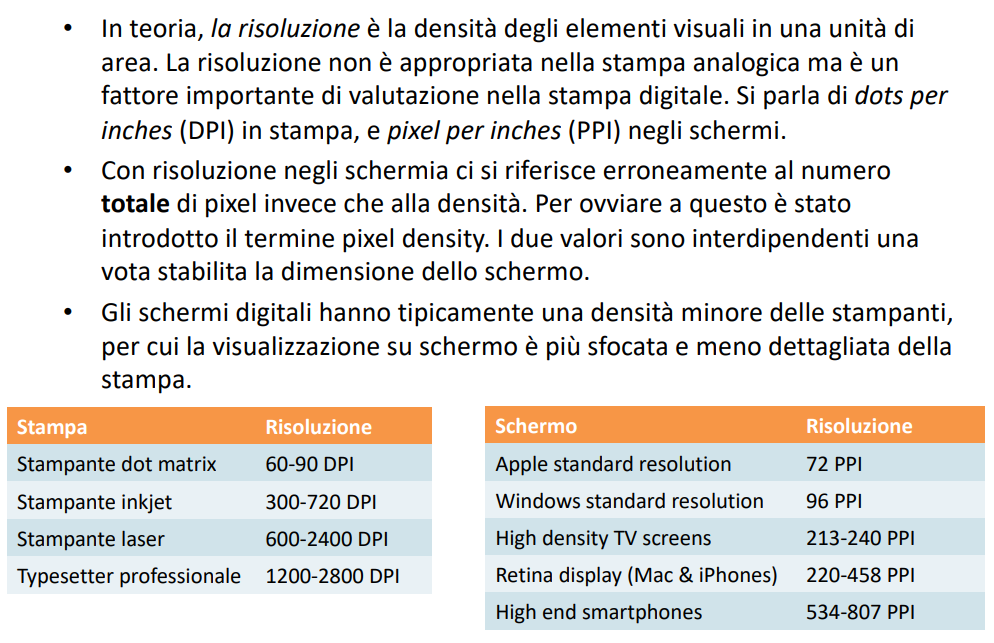 • In teoria, la risoluzione è la densità degli elementi visuali in una unità di
area. La risoluzione non è appropriata nella stampa analogica ma è un
fattore importante di valutazione nella stampa digitale. Si parla di dots per
inches (DPI) in stampa, e pixel per inches (PPI) negli schermi.
• Con risoluzione negli schermia ci si riferisce erroneamente al numero
totale di pixel invece che alla densità. Per ovviare a questo è stato
introdotto il termine pixel density. I due valori sono interdipendenti una
vota stabilita la dimensione dello schermo.
• Gli schermi digitali hanno tipicamente una densità minore delle stampanti,
per cui la visualizzazione su schermo è più sfocata e meno dettagliata della
stampa.
Stampa Risoluzione
Stampante dot matrix 60-90 DPI
Stampante inkjet 300-720 DPI
Stampante laser 600-2400 DPI
Typesetter professionale 1200-2800 DPI
Schermo Risoluzione
Apple standard resolution 72 PPI
Windows standard resolution 96 PPI
High density TV screens 213-240 PPI
Retina display (Mac & iPhones) 220-458 PPI
High end smartphones 534-807 PPI